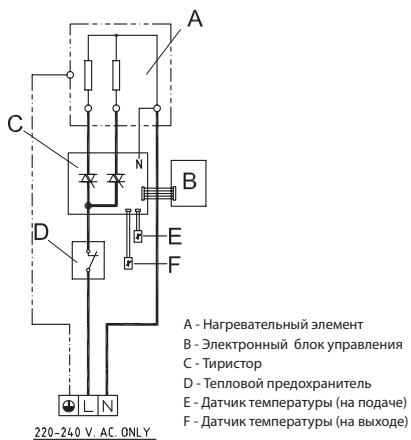 A
C
N
B
D
E
F
L N
220-240 V. AC. ONLY
A - Нагревательный элемент
B - Электронный блок управления
C - Тиристор
D - Тепловой предохранитель
E - Датчик температуры (на подаче)
F - Датчик температуры (на выходе)